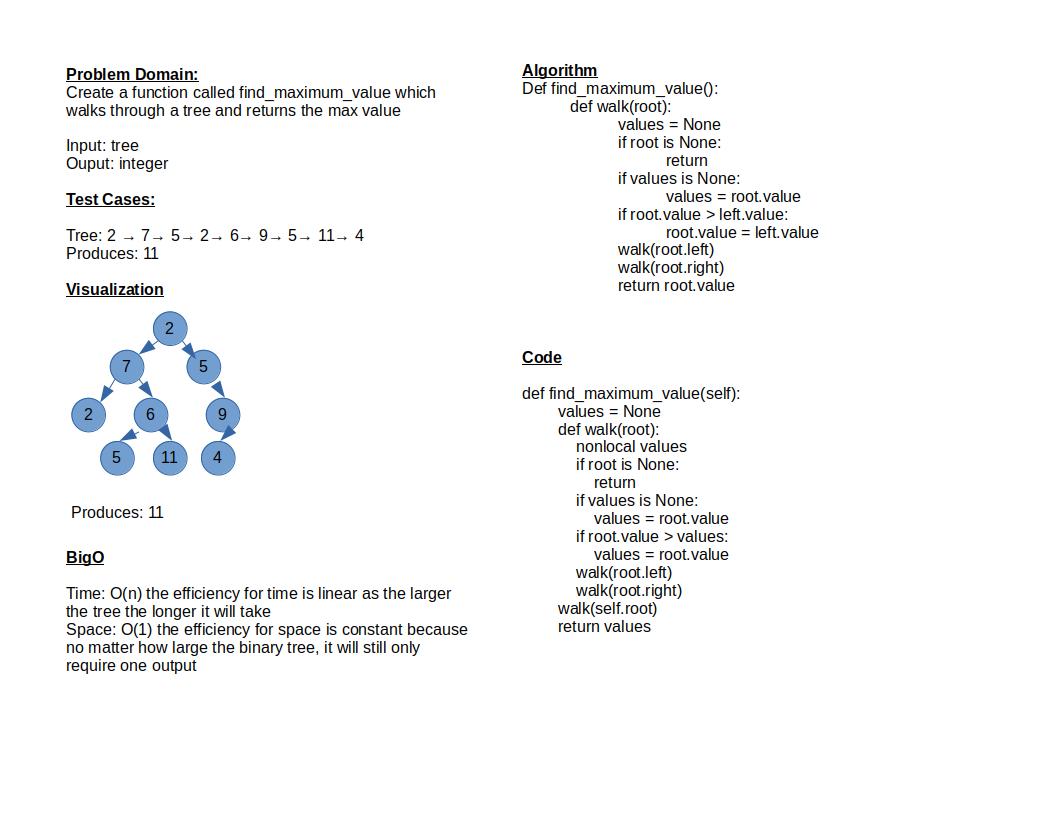 Problem Domain:
Create a function called find_maximum_value which
walks through a tree and returns the max value
Input: tree
Ouput: integer
Test Cases:
Tree: 2 → 7→ 5→ 2→ 6→ 9→ 5→ 11→ 4
Produces: 11
Visualization
2
7 5
2 6 9
5 11 4
Produces: 11
BigO
Time: O(n) the efficiency for time is linear as the larger
the tree the longer it will take
Space: O(1) the efficiency for space is constant because
no matter how large the binary tree, it will still only
require one output
Algorithm
Def find_maximum_value():
def walk(root):
values = None
if root is None:
return
if values is None:
values = root.value
if root.value > left.value:
root.value = left.value
walk(root.left)
walk(root.right)
return root.value
Code
def find_maximum_value(self):
values = None
def walk(root):
nonlocal values
if root is None:
return
if values is None:
values = root.value
if root.value > values:
values = root.value
walk(root.left)
walk(root.right)
walk(self.root)
return values